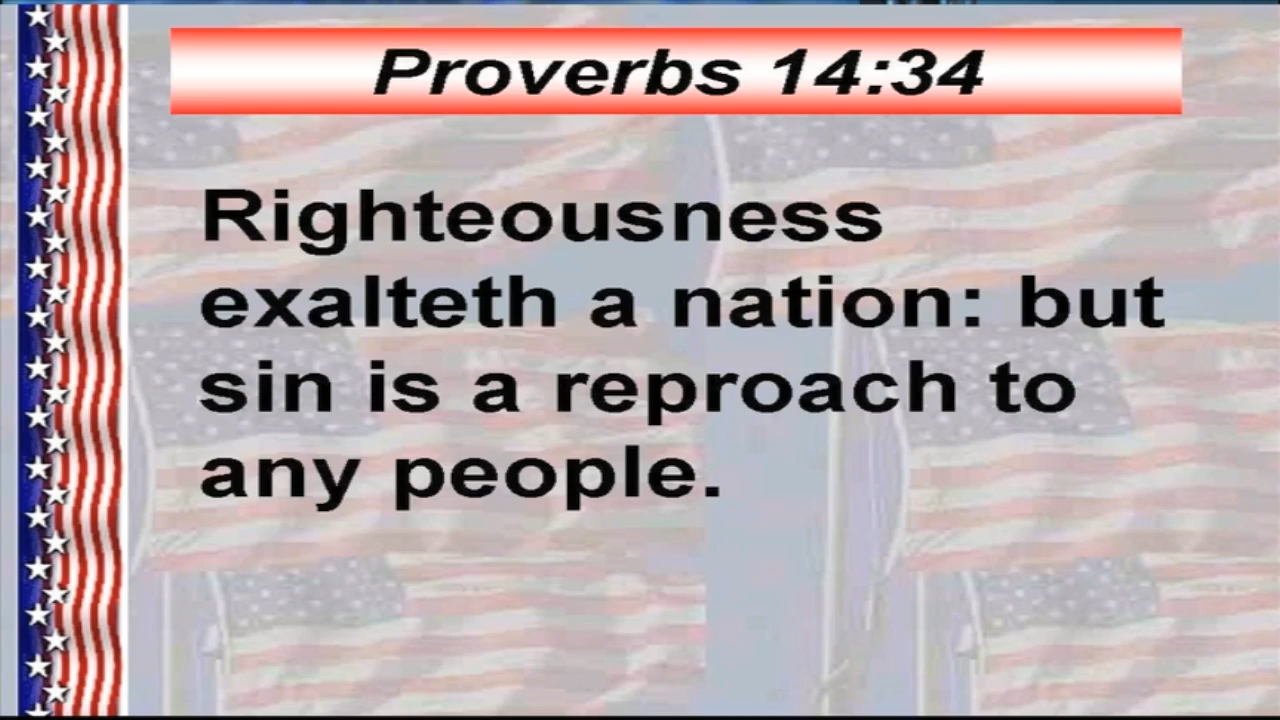 Proverbs 14:34
Righteousness
exalteth a nation: but
sin is a reproach to
any people.